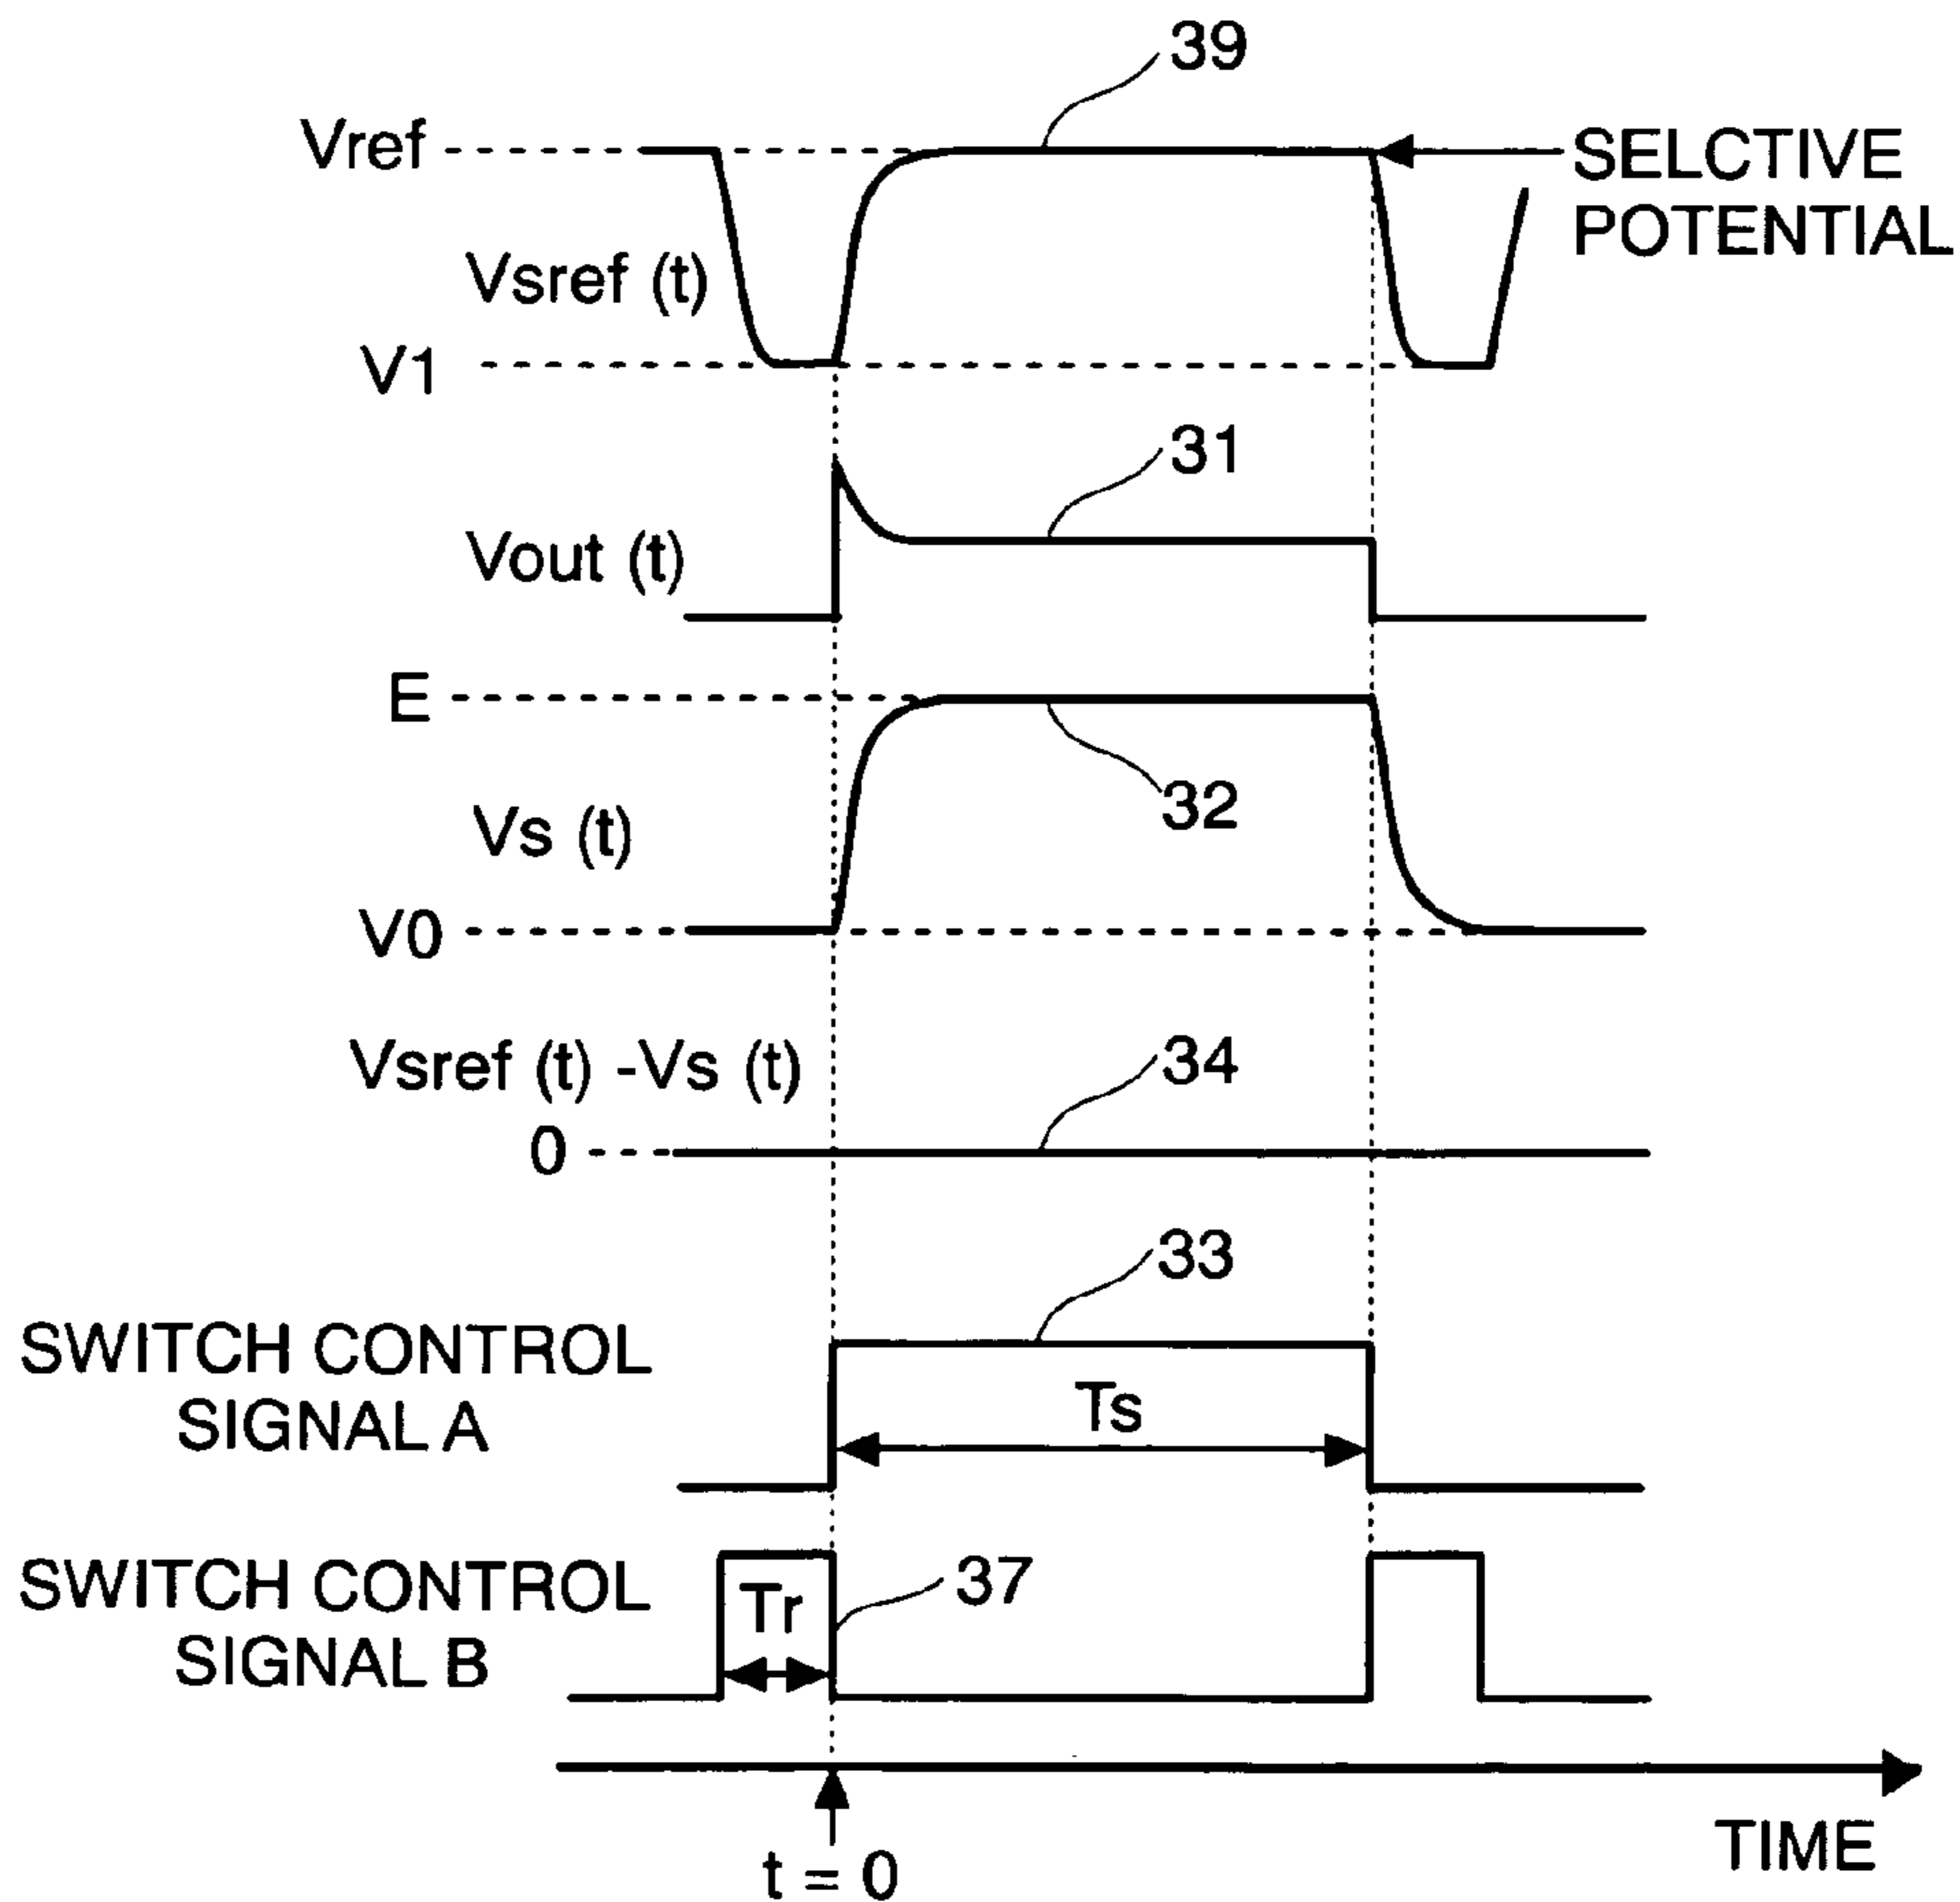 39
Vref
SELCTIVE
POTENTIAL
Vsref (t)
V1
31
Vout (t)
E
32
Vs (t)
V0
Vsref (t) -Vs (t)
34
0
33
SWITCH CONTROL
SIGNAL A
Ts
SWITCH CONTROL
SIGNAL B
Tr
37
TIME
t = 0